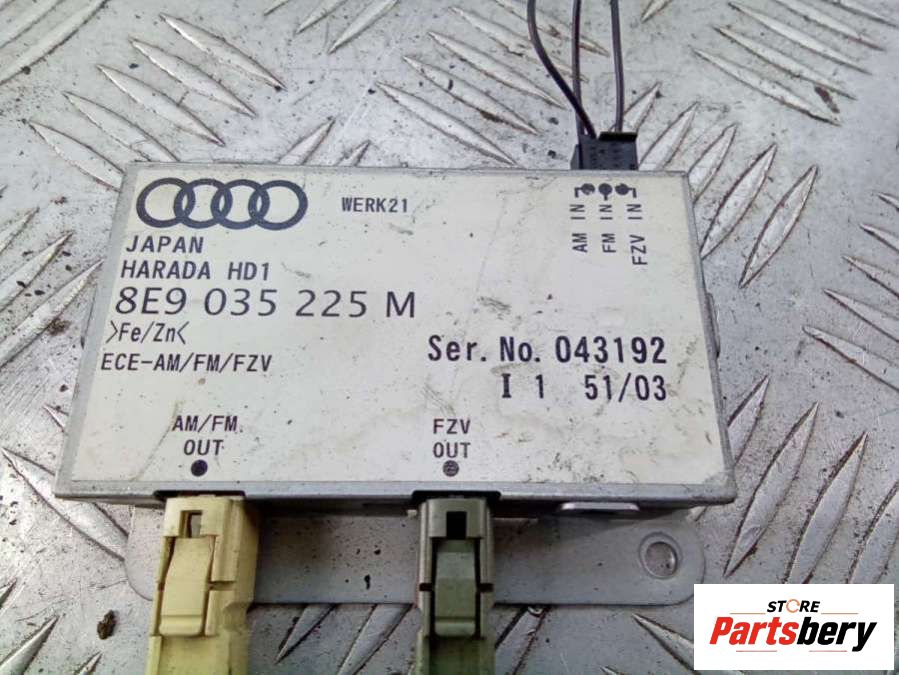 WERK21
AM IN
FM IN
FZV IN
JAPAN
HARADA HD1
8E9 035 225 M
>Fe/Zn<
Ser. No. 043192
ECE-AM/FM/FZV
I 1 51/03
AM/FM
OUT
FZV
OUT
STORE
Partsbery